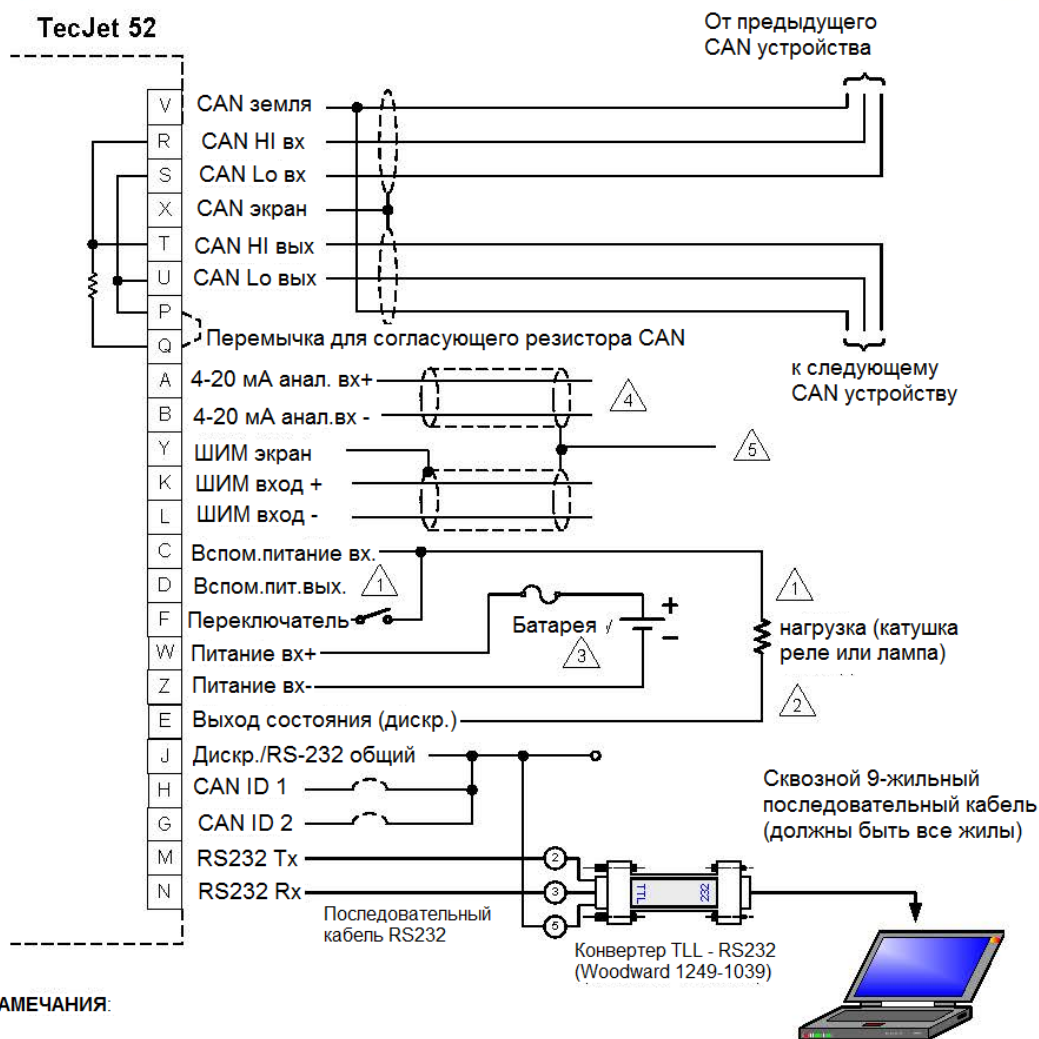 TecJet 52
От предыдущего
CAN устройства
V CAN земля
R CAN HI вх
S CAN Lo вх
X CAN экран
T CAN HI вых
U CAN Lo вых
P
Q Перемычка для согласующего резистора CAN
к следующему
CAN устройству
A 4-20 мА анал. вх+
4
B 4-20 мА анал.вх -
Y ШИМ экран
5
K ШИМ вход +
L ШИМ вход -
C Вспом.питание вх.
D Вспом.пит.вых. 1
1
F Переключатель
Батарея √
+
–
3
нагрузка (катушка
реле или лампа)
W Питание вх+
Z Питание вх-
2
E Выход состояния (дискр.)
J Дискр./RS-232 общий
H CAN ID 1
G CAN ID 2
Сквозной 9-жильный
последовательный кабель
(должны быть все жилы)
M RS232 Tx
2
N RS232 Rx
3
5
TLL
232
Последовательный
кабель RS232
Конвертер TLL - RS232
(Woodward 1249-1039)
АМЕЧАНИЯ: